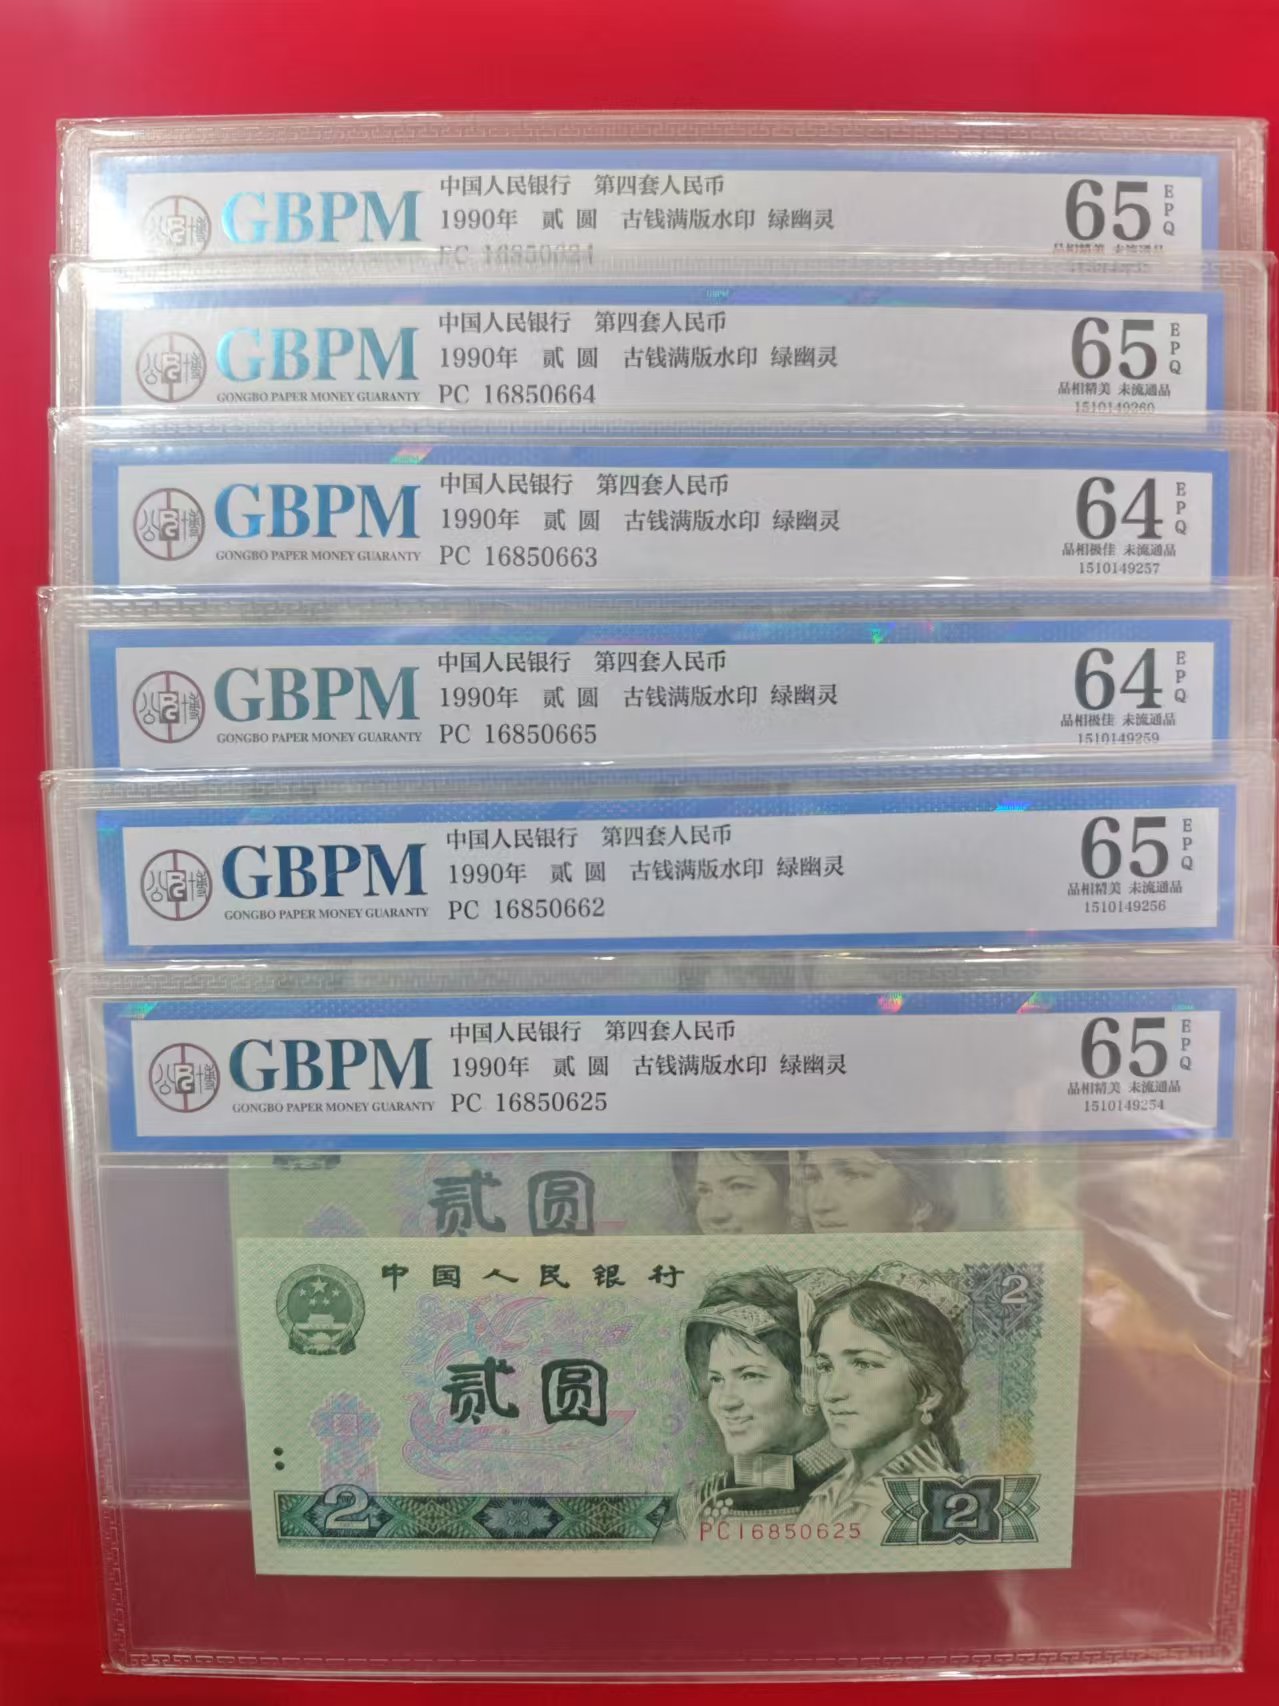 GBPM
中国人民银行 第四套人民币
1990年 贰 圆 古钱满版水印 绿幽灵
65 EPQ
GBPM
GONGBO PAPER MONEY GUARANTY
中国人民银行 第四套人民币
1990年 贰 圆 古钱满版水印 绿幽灵
PC 16850664
65 EPQ
品相精美 未流通品
1510149260
GBPM
GONGBO PAPER MONEY GUARANTY
中国人民银行 第四套人民币
1990年 贰 圆 古钱满版水印 绿幽灵
PC 16850663
64 EPQ
品相极佳 未流通品
1510149257
GBPM
GONGBO PAPER MONEY GUARANTY
中国人民银行 第四套人民币
1990年 贰 圆 古钱满版水印 绿幽灵
PC 16850665
64 EPQ
品相极佳 未流通品
1510149259
GBPM
GONGBO PAPER MONEY GUARANTY
中国人民银行 第四套人民币
1990年 贰 圆 古钱满版水印 绿幽灵
PC 16850662
65 EPQ
品相精美 未流通品
1510149256
GBPM
GONGBO PAPER MONEY GUARANTY
中国人民银行 第四套人民币
1990年 贰 圆 古钱满版水印 绿幽灵
PC 16850625
65 EPQ
品相精美 未流通品
1510149254
贰圆
中国人民银行
2
贰圆
2
PC16850625
2